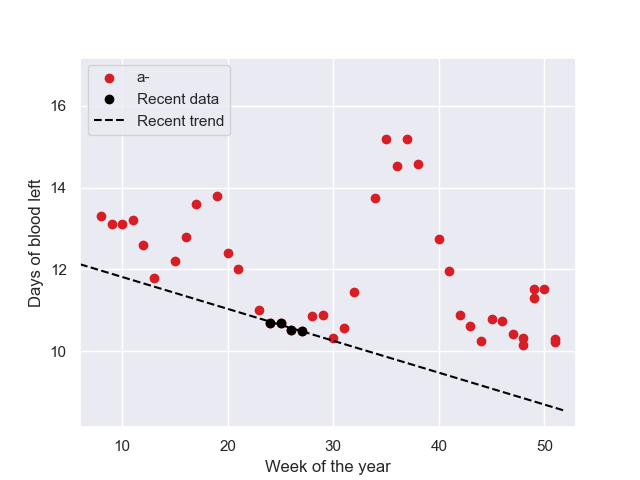 a-
Recent data
Recent trend
16
14
12
10
Days of blood left
10
20
30
40
50
Week of the year